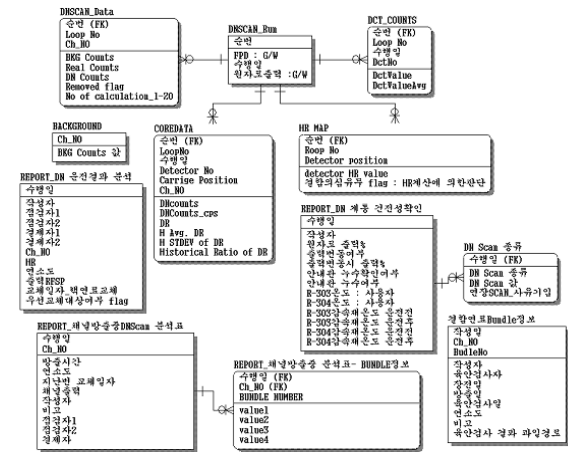 DNSCAN_Data
순번 (FK)
Loop No
Ch_NO
BKG Counts
Real Counts
DN Counts
Removed flag
No of calculation_1-20
DNSCAN_Bum
순번
FPD : G/W
수행일
원자로출력 :G/W
DCT_COUNTS
순번 (FK)
Loop No
수행일
DctNo
DctValue
DctValueAvg
BACKGROUND
Ch_NO
BKG Counts 값
COREDATA
순번 (FK)
LoopNo
수행일
Detector No
Carrige Position
Ch_NO
DNcounts
DNCounts_cps
DR
H Avg. DR
H STDEV of DR
Historical Ratio of DR
HR MAP
순번 (FK)
Roop No
Detector position
detector HR value
결함의심유무 flag : HR계산에 의한판단
REPORT_DN 운전경과 분석
수행일
작성자
점검자1
점검자2
결제자1
결제자2
Ch_NO
HR
연소도
출력RFSP
교체일자_핵연료교체
우선교체대상여부 flag
REPORT_DN 계통 건전성확인
수행일
작성자
원자로 출력%
출력변동여부
출력변동시 출력%
안내관 누수확인여부
안내관 누수여부
R-303온도 : 사용자
R-304온도 : 사용자
R-303감속재온도 운전전
R-303감속재온도 운전후
R-304감속재온도 운전전
R-304감속재온도 운전후
DN Scan 종류
수행일 (FK)
DN Scan 종류
DN Scan 값
연장SCAN_사유기입
REPORT_채널방출중DNScan 분석표
수행일
Ch_NO
방출시간
연소도
지난번 교체일자
채널출력
작성자
비고
점검자1
점검자2
결제자
REPORT_채널방출중 분석표- BUNDLE정보
수행일 (FK)
Ch_NO (FK)
BUNDLE NUMBER
value1
value2
value3
value4
결함연료Bundle정보
작성일
Ch_NO
BudleNo
작성자
육안검사자
장전일
방출일
육안검사일
연소도
비고
육안검사 결과 파일경로